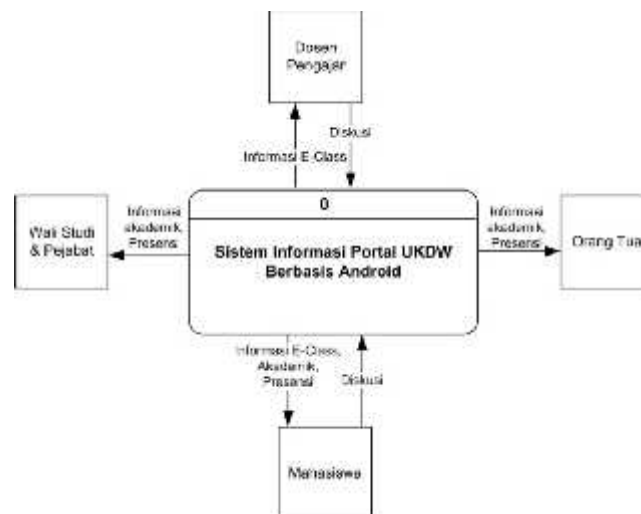 Dosen
Pengajar
Diskusi
Informasi E-Class
0
Sistem Informasi Portal UKDW
Berbasis Android
Wali Studi
& Pejabat
Informasi
akademik,
Presensi
Informasi
akademik,
Presensi
Orang Tua
Informasi E-Class,
Akademik,
Presensi
Diskusi
Mahasiswa